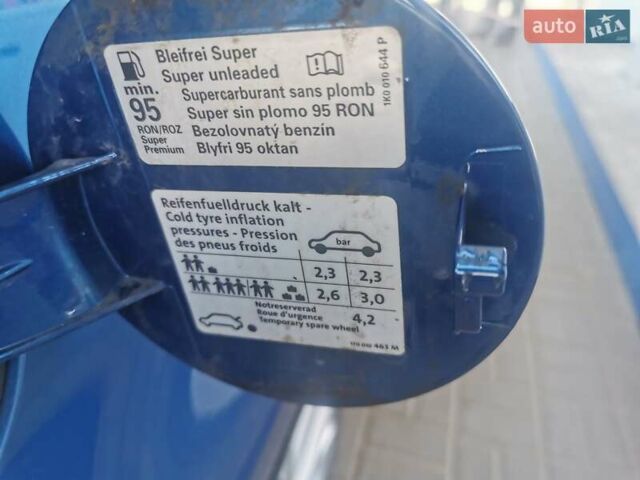 auto RIA
Bleifrei Super
Super unleaded
min. Supercarburant sans plomb
95 Super sin plomo 95 RON
RON/ROZ Bezolovnatý benzín
Super
Premium Blyfri 95 oktan
1K0 010 644 P
Reifenfuelldruck kalt -
Cold tyre inflation
pressures - Pression
des pneus froids
bar
2,3 2,3
2,6 3,0
Notreserverad
Roue d'urgence 4,2
Temporary spare wheel
463 M